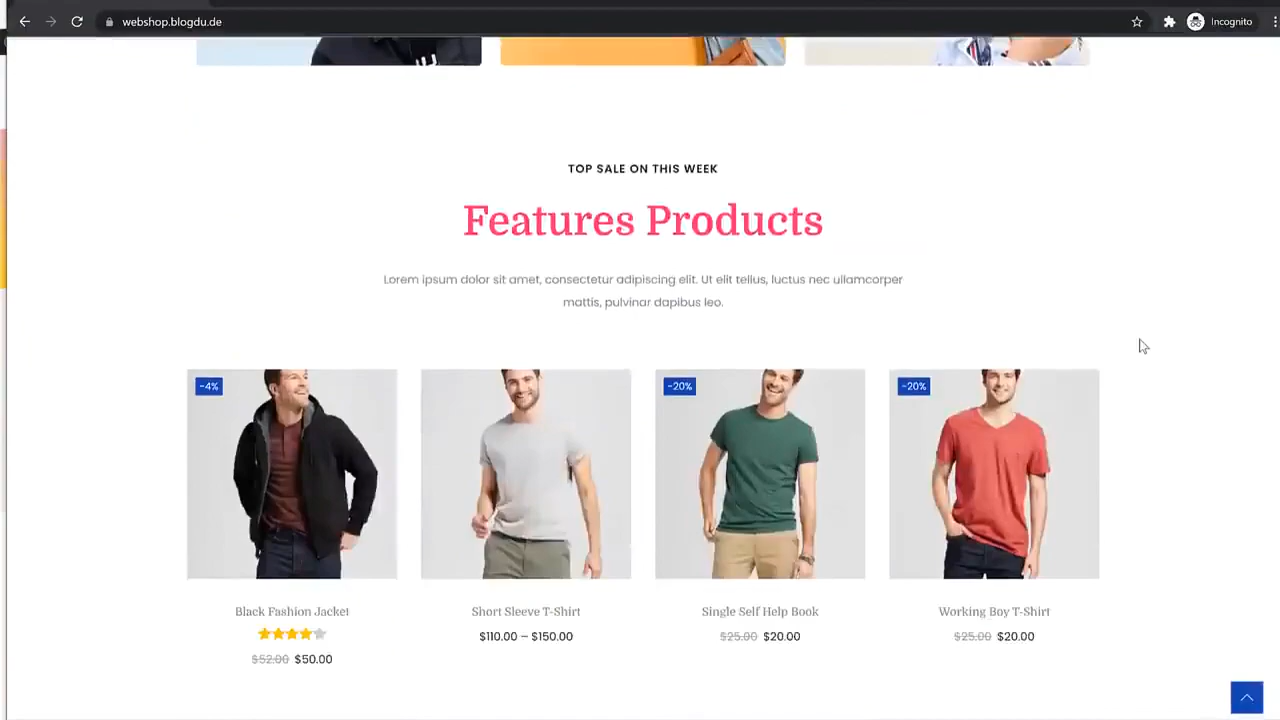 webshop.blogdu.de
Incognito
TOP SALE ON THIS WEEK
Features Products
Lorem ipsum dolor sit amet, consectetur adipiscing elit. Ut elit tellus, luctus nec ullamcorper
mattis, pulvinar dapibus leo.
-4%
-20%
-20%
Black Fashion Jacket
Short Sleeve T-Shirt
Single Self Help Book
Working Boy T-Shirt
$110.00 – $150.00
$25.00 $20.00
$25.00 $20.00
$52.00 $50.00